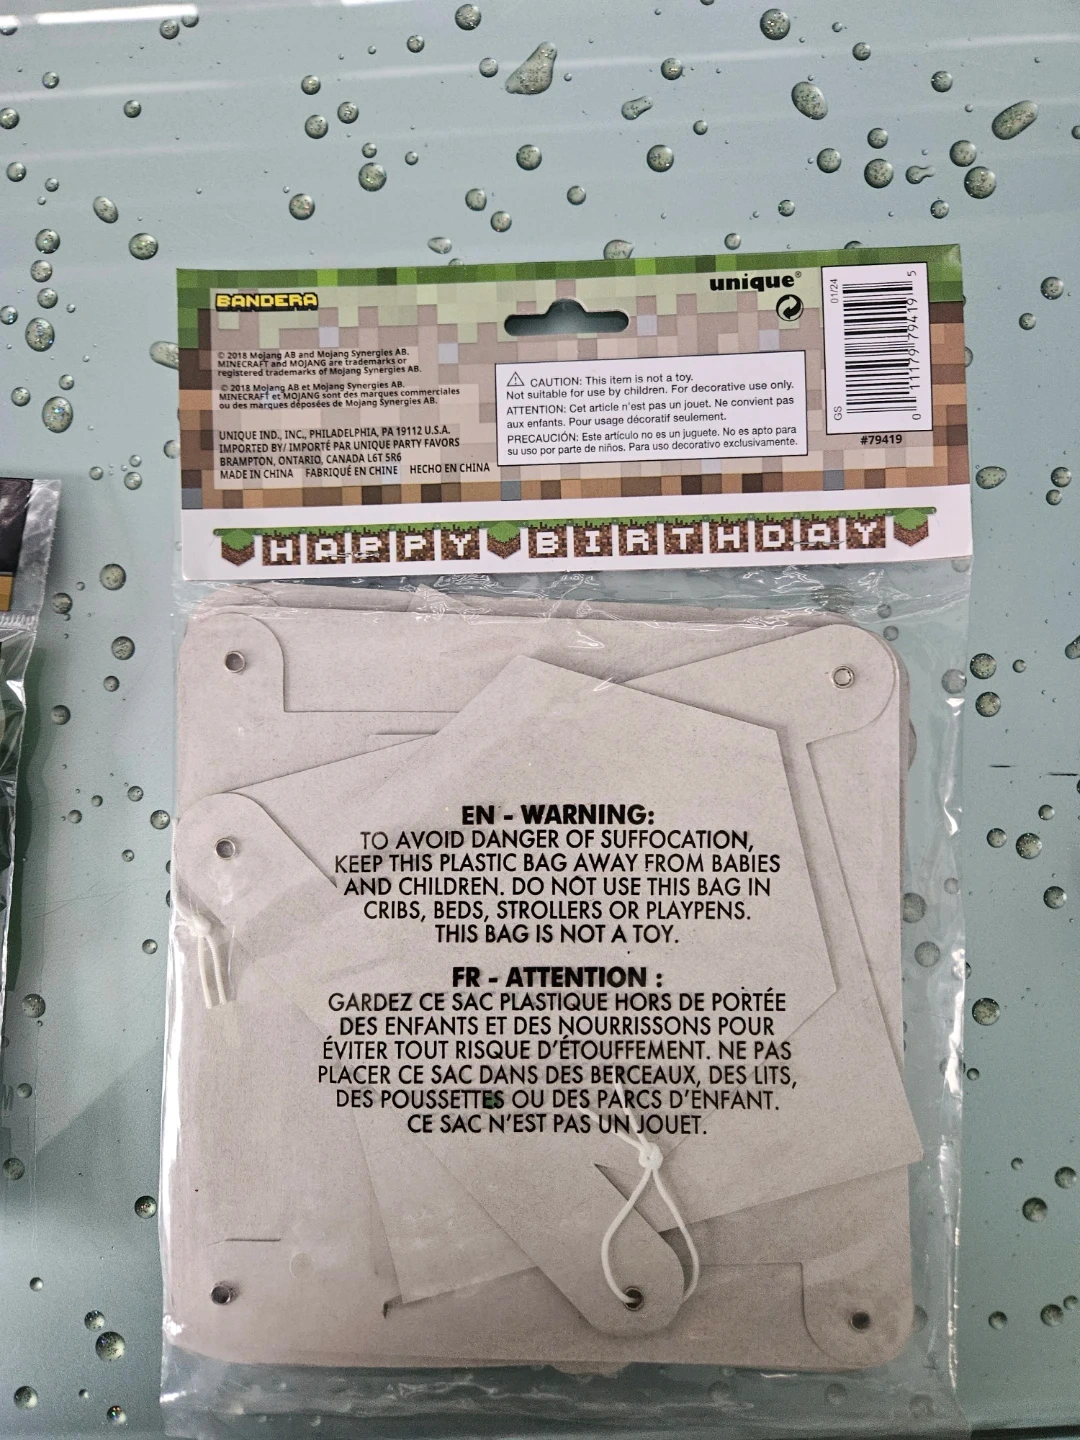 BANDERA
unique®
© 2018 Mojang AB and Mojang Synergies AB.
MINECRAFT and MOJANG are trademarks or
registered trademarks of Mojang Synergies AB.
© 2018 Mojang AB et Mojang Synergies AB.
MINECRAFT et MOJANG sont des marques commerciales
ou des marques déposées de Mojang Synergies AB.
UNIQUE IND., INC., PHILADELPHIA, PA 19112 U.S.A.
IMPORTED BY/ IMPORTÉ PAR UNIQUE PARTY FAVORS
BRAMPTON, ONTARIO, CANADA L6T 5R6
MADE IN CHINA FABRIQUÉ EN CHINE HECHO EN CHINA
CAUTION: This item is not a toy.
Not suitable for use by children. For decorative use only.
ATTENTION: Cet article n'est pas un jouet. Ne convient pas
aux enfants. Pour usage décoratif seulement.
PRECAUCIÓN: Este artículo no es un juguete. No es apto para
su uso por parte de niños. Para uso decorativo exclusivamente.
01/24
GS
0 11179 79419 5
#79419
HAPPY BIRTHDAY
EN - WARNING:
TO AVOID DANGER OF SUFFOCATION,
KEEP THIS PLASTIC BAG AWAY FROM BABIES
AND CHILDREN. DO NOT USE THIS BAG IN
CRIBS, BEDS, STROLLERS OR PLAYPENS.
THIS BAG IS NOT A TOY.
FR - ATTENTION :
GARDEZ CE SAC PLASTIQUE HORS DE PORTÉE
DES ENFANTS ET DES NOURRISSONS POUR
ÉVITER TOUT RISQUE D'ÉTOUFFEMENT. NE PAS
PLACER CE SAC DANS DES BERCEAUX, DES LITS,
DES POUSSETTES OU DES PARCS D'ENFANT.
CE SAC N'EST PAS UN JOUET.